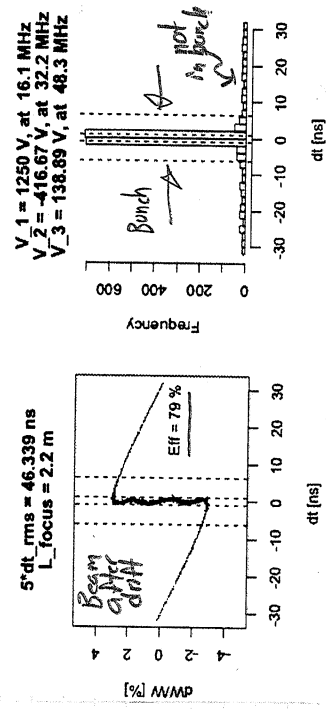 5*dt_rms = 46.339 ns
L_focus = 2.2 m
Beam
after
drift
Eff = 79 %
dW/W [%]
-4 -2 0 2 4
-30 -20 -10 0 10 20 30
dt [ns]
V_1 = 1250 V, at 16.1 MHz
V_2 = -416.67 V, at 32.2 MHz
V_3 = 138.89 V, at 48.3 MHz
Bunch
not
in bunch
Frequency
0 200 400 600
-30 -20 -10 0 10 20 30
dt [ns]